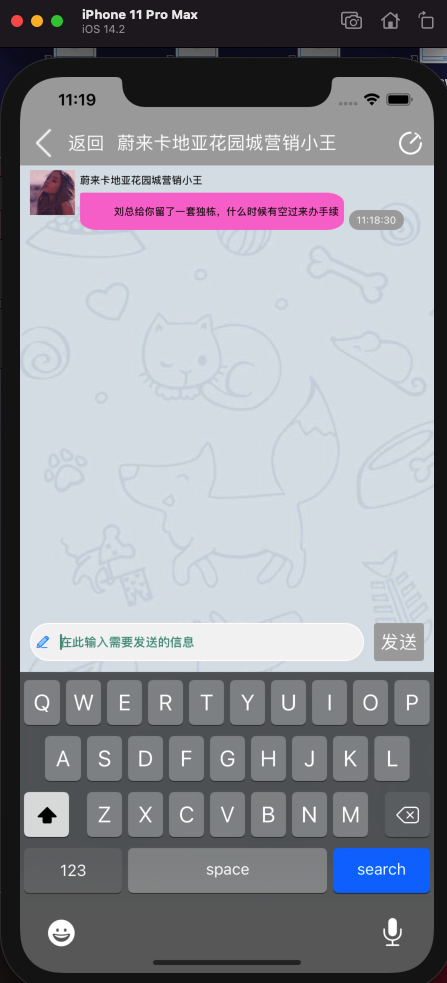 iPhone 11 Pro Max
iOS 14.2
11:19
返回 蔚来卡地亚花园城营销小王
蔚来卡地亚花园城营销小王
刘总给你留了一套独栋，什么时候有空过来办手续
11:18:30
在此输入需要发送的信息
发送
Q W E R T Y U I O P
A S D F G H J K L
Z X C V B N M
123 space search